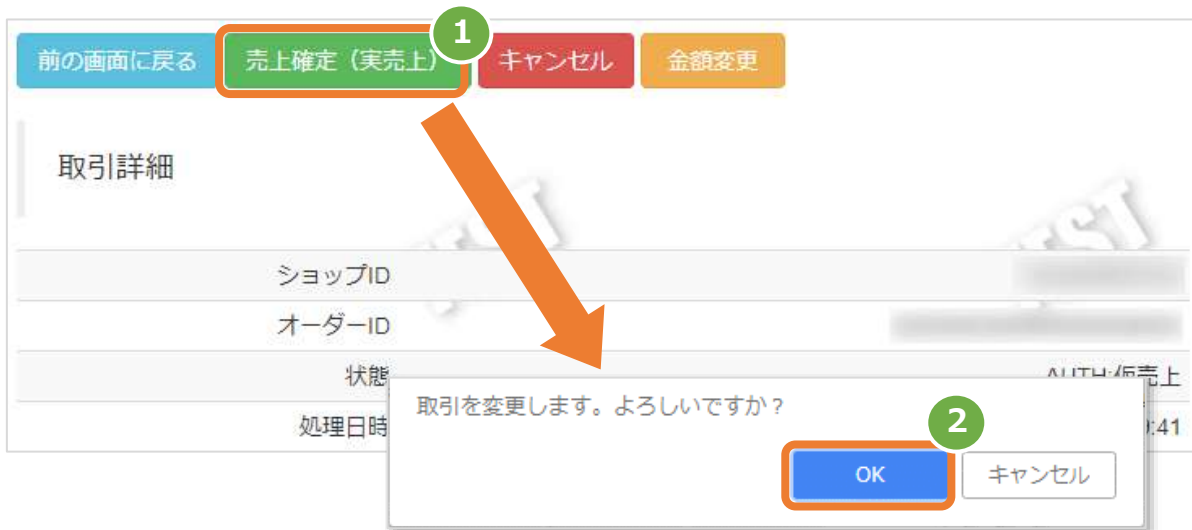 1
前の画面に戻る 売上確定（実売上） キャンセル 金額変更
取引詳細
TEST
ショップID
オーダーID
状態 AUTH:仮売上
処理日時 :41
取引を変更します。よろしいですか？
2
OK キャンセル